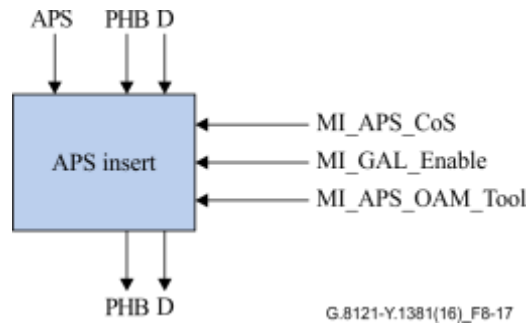 APS PHB D
MI_APS_CoS
APS insert
MI_GAL_Enable
MI_APS_OAM_Tool
PHB D
G.8121-Y.1381(16)_F8-17